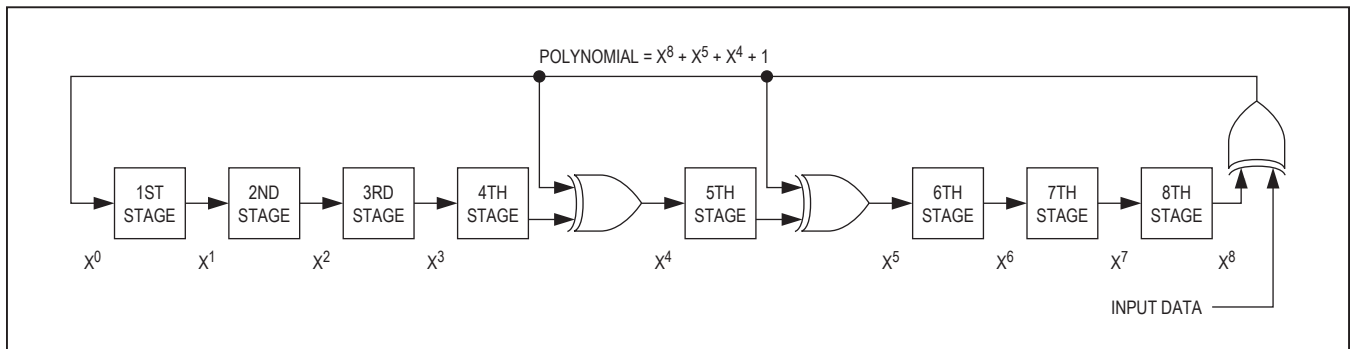 POLYNOMIAL = X⁸ + X⁵ + X⁴ + 1
1ST STAGE
2ND STAGE
3RD STAGE
4TH STAGE
5TH STAGE
6TH STAGE
7TH STAGE
8TH STAGE
X⁰ X¹ X² X³ X⁴ X⁵ X⁶ X⁷ X⁸
INPUT DATA